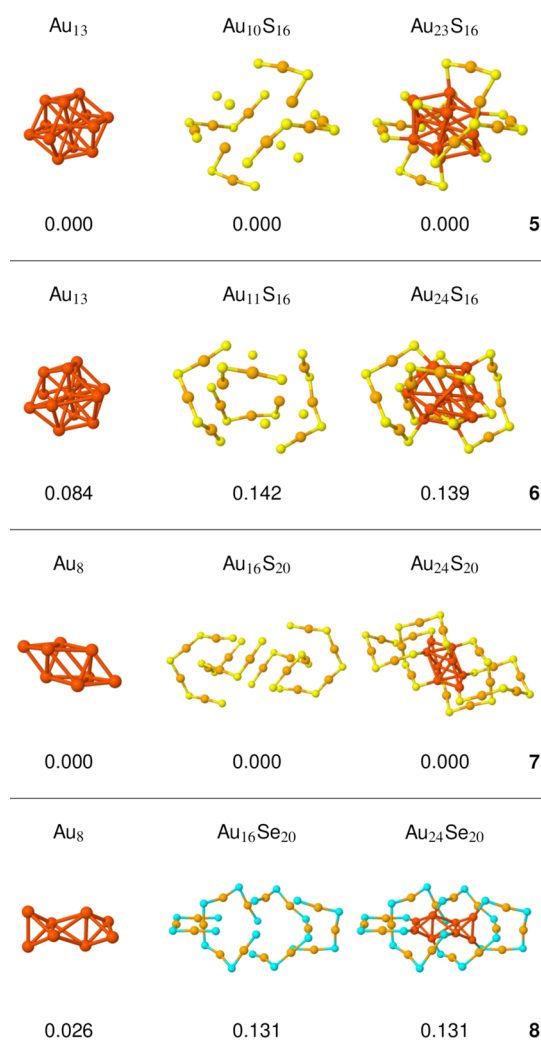 Au₁₃ Au₁₀S₁₆ Au₂₃S₁₆
0.000 0.000 0.000 5
Au₁₃ Au₁₁S₁₆ Au₂₄S₁₆
0.084 0.142 0.139 6
Au₈ Au₁₆S₂₀ Au₂₄S₂₀
0.000 0.000 0.000 7
Au₈ Au₁₆Se₂₀ Au₂₄Se₂₀
0.026 0.131 0.131 8